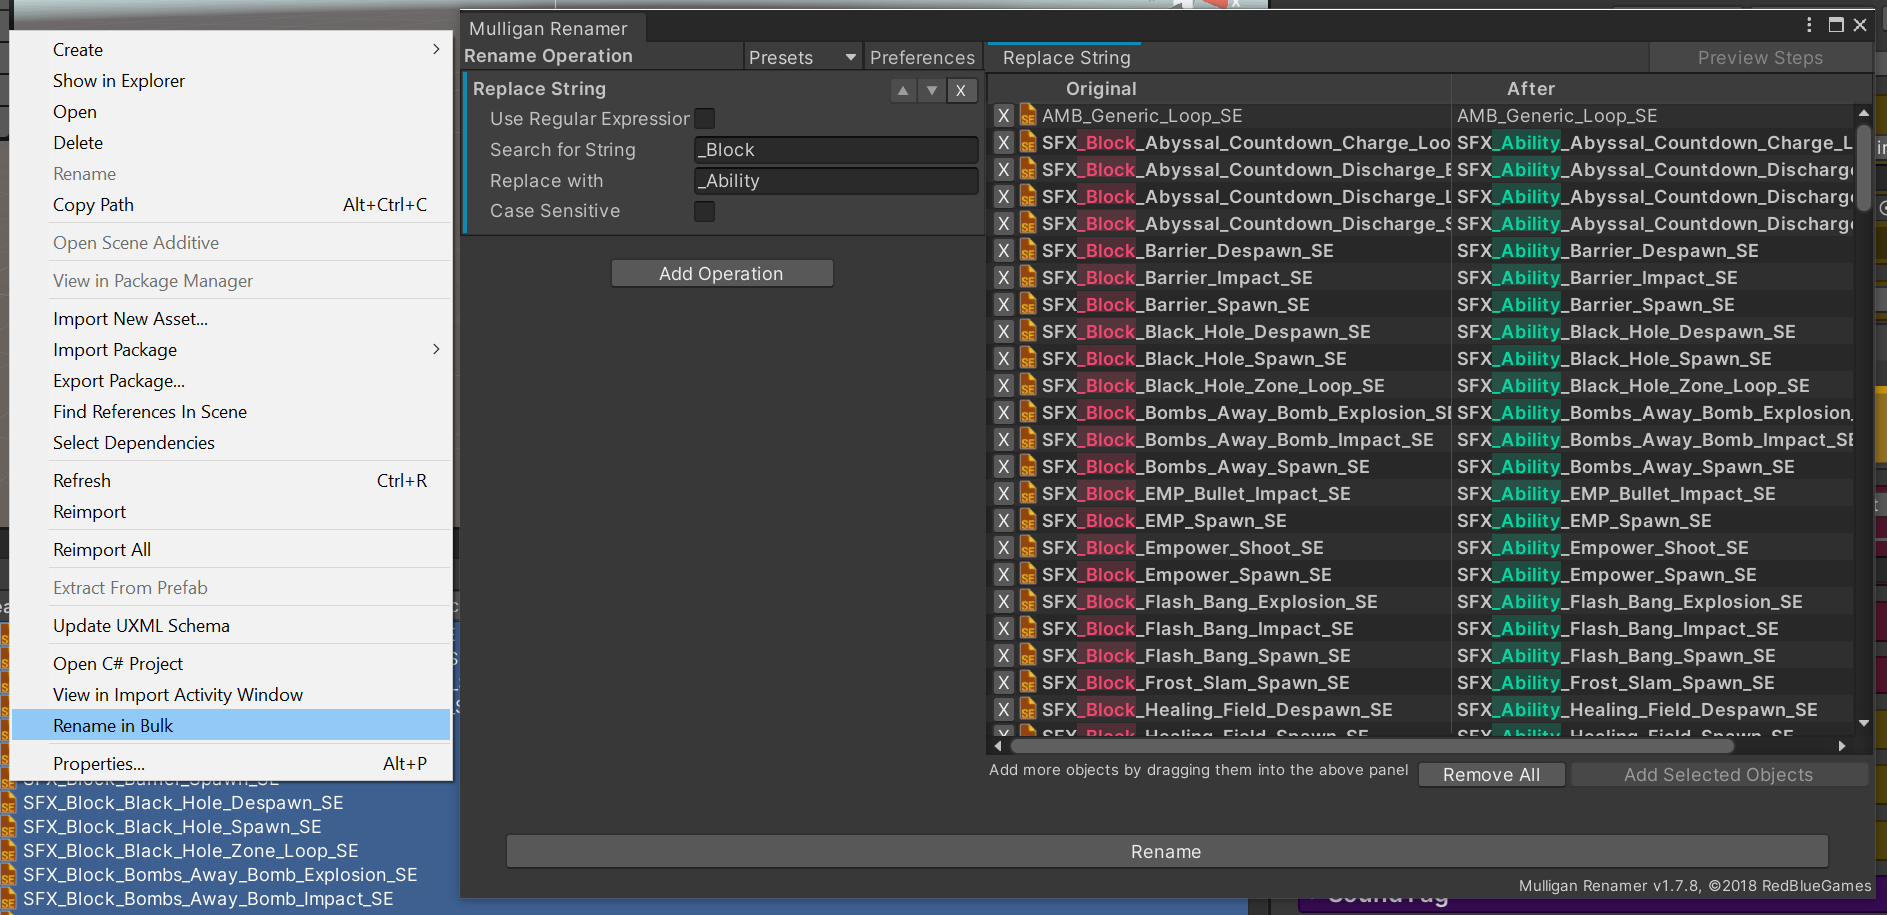 Create
Show in Explorer
Open
Delete
Rename
Copy Path Alt+Ctrl+C
Open Scene Additive
View in Package Manager
Import New Asset...
Import Package
Export Package...
Find References In Scene
Select Dependencies
Refresh Ctrl+R
Reimport
Reimport All
Extract From Prefab
Update UXML Schema
Open C# Project
View in Import Activity Window
Rename in Bulk
Properties... Alt+P
SFX_Block_Barrier_Spawn_SE
SFX_Block_Black_Hole_Despawn_SE
SFX_Block_Black_Hole_Spawn_SE
SFX_Block_Black_Hole_Zone_Loop_SE
SFX_Block_Bombs_Away_Bomb_Explosion_SE
SFX_Block_Bombs_Away_Bomb_Impact_SE
Mulligan Renamer
Rename Operation Presets Preferences
Replace String X
Use Regular Expression
Search for String _Block
Replace with _Ability
Case Sensitive
Add Operation
Replace String Preview Steps
Original After
X AMB_Generic_Loop_SE AMB_Generic_Loop_SE
X SFX_Block_Abyssal_Countdown_Charge_Loo SFX_Ability_Abyssal_Countdown_Charge_L
X SFX_Block_Abyssal_Countdown_Discharge_E SFX_Ability_Abyssal_Countdown_Discharge
X SFX_Block_Abyssal_Countdown_Discharge_L SFX_Ability_Abyssal_Countdown_Discharge
X SFX_Block_Abyssal_Countdown_Discharge_S SFX_Ability_Abyssal_Countdown_Discharge
X SFX_Block_Barrier_Despawn_SE SFX_Ability_Barrier_Despawn_SE
X SFX_Block_Barrier_Impact_SE SFX_Ability_Barrier_Impact_SE
X SFX_Block_Barrier_Spawn_SE SFX_Ability_Barrier_Spawn_SE
X SFX_Block_Black_Hole_Despawn_SE SFX_Ability_Black_Hole_Despawn_SE
X SFX_Block_Black_Hole_Spawn_SE SFX_Ability_Black_Hole_Spawn_SE
X SFX_Block_Black_Hole_Zone_Loop_SE SFX_Ability_Black_Hole_Zone_Loop_SE
X SFX_Block_Bombs_Away_Bomb_Explosion_SE SFX_Ability_Bombs_Away_Bomb_Explosion_
X SFX_Block_Bombs_Away_Bomb_Impact_SE SFX_Ability_Bombs_Away_Bomb_Impact_SE
X SFX_Block_Bombs_Away_Spawn_SE SFX_Ability_Bombs_Away_Spawn_SE
X SFX_Block_EMP_Bullet_Impact_SE SFX_Ability_EMP_Bullet_Impact_SE
X SFX_Block_EMP_Spawn_SE SFX_Ability_EMP_Spawn_SE
X SFX_Block_Empower_Shoot_SE SFX_Ability_Empower_Shoot_SE
X SFX_Block_Empower_Spawn_SE SFX_Ability_Empower_Spawn_SE
X SFX_Block_Flash_Bang_Explosion_SE SFX_Ability_Flash_Bang_Explosion_SE
X SFX_Block_Flash_Bang_Impact_SE SFX_Ability_Flash_Bang_Impact_SE
X SFX_Block_Flash_Bang_Spawn_SE SFX_Ability_Flash_Bang_Spawn_SE
X SFX_Block_Frost_Slam_Spawn_SE SFX_Ability_Frost_Slam_Spawn_SE
X SFX_Block_Healing_Field_Despawn_SE SFX_Ability_Healing_Field_Despawn_SE
X SFX_Block_Healing_Field_Spawn_SE SFX_Ability_Healing_Field_Spawn_SE
Add more objects by dragging them into the above panel Remove All Add Selected Objects
Rename
Mulligan Renamer v1.7.8, ©2018 RedBlueGames
SoundTag